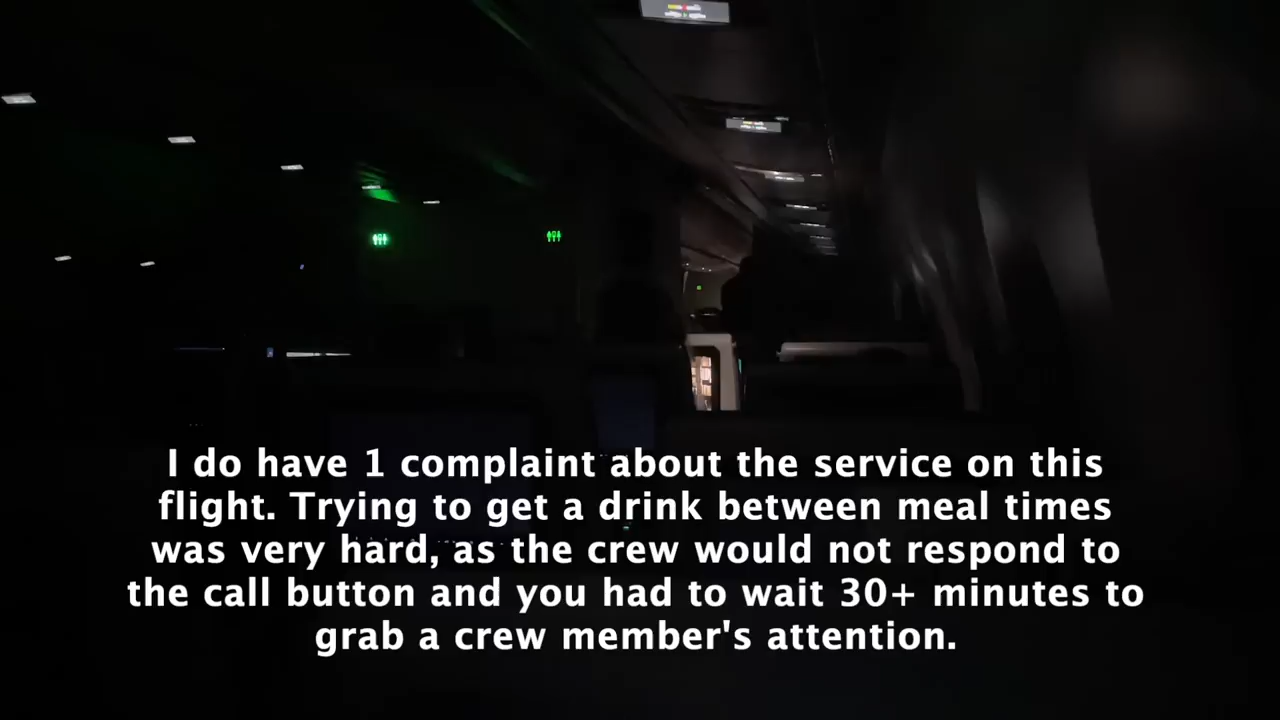 I do have 1 complaint about the service on this
flight. Trying to get a drink between meal times
was very hard, as the crew would not respond to
the call button and you had to wait 30+ minutes to
grab a crew member's attention.